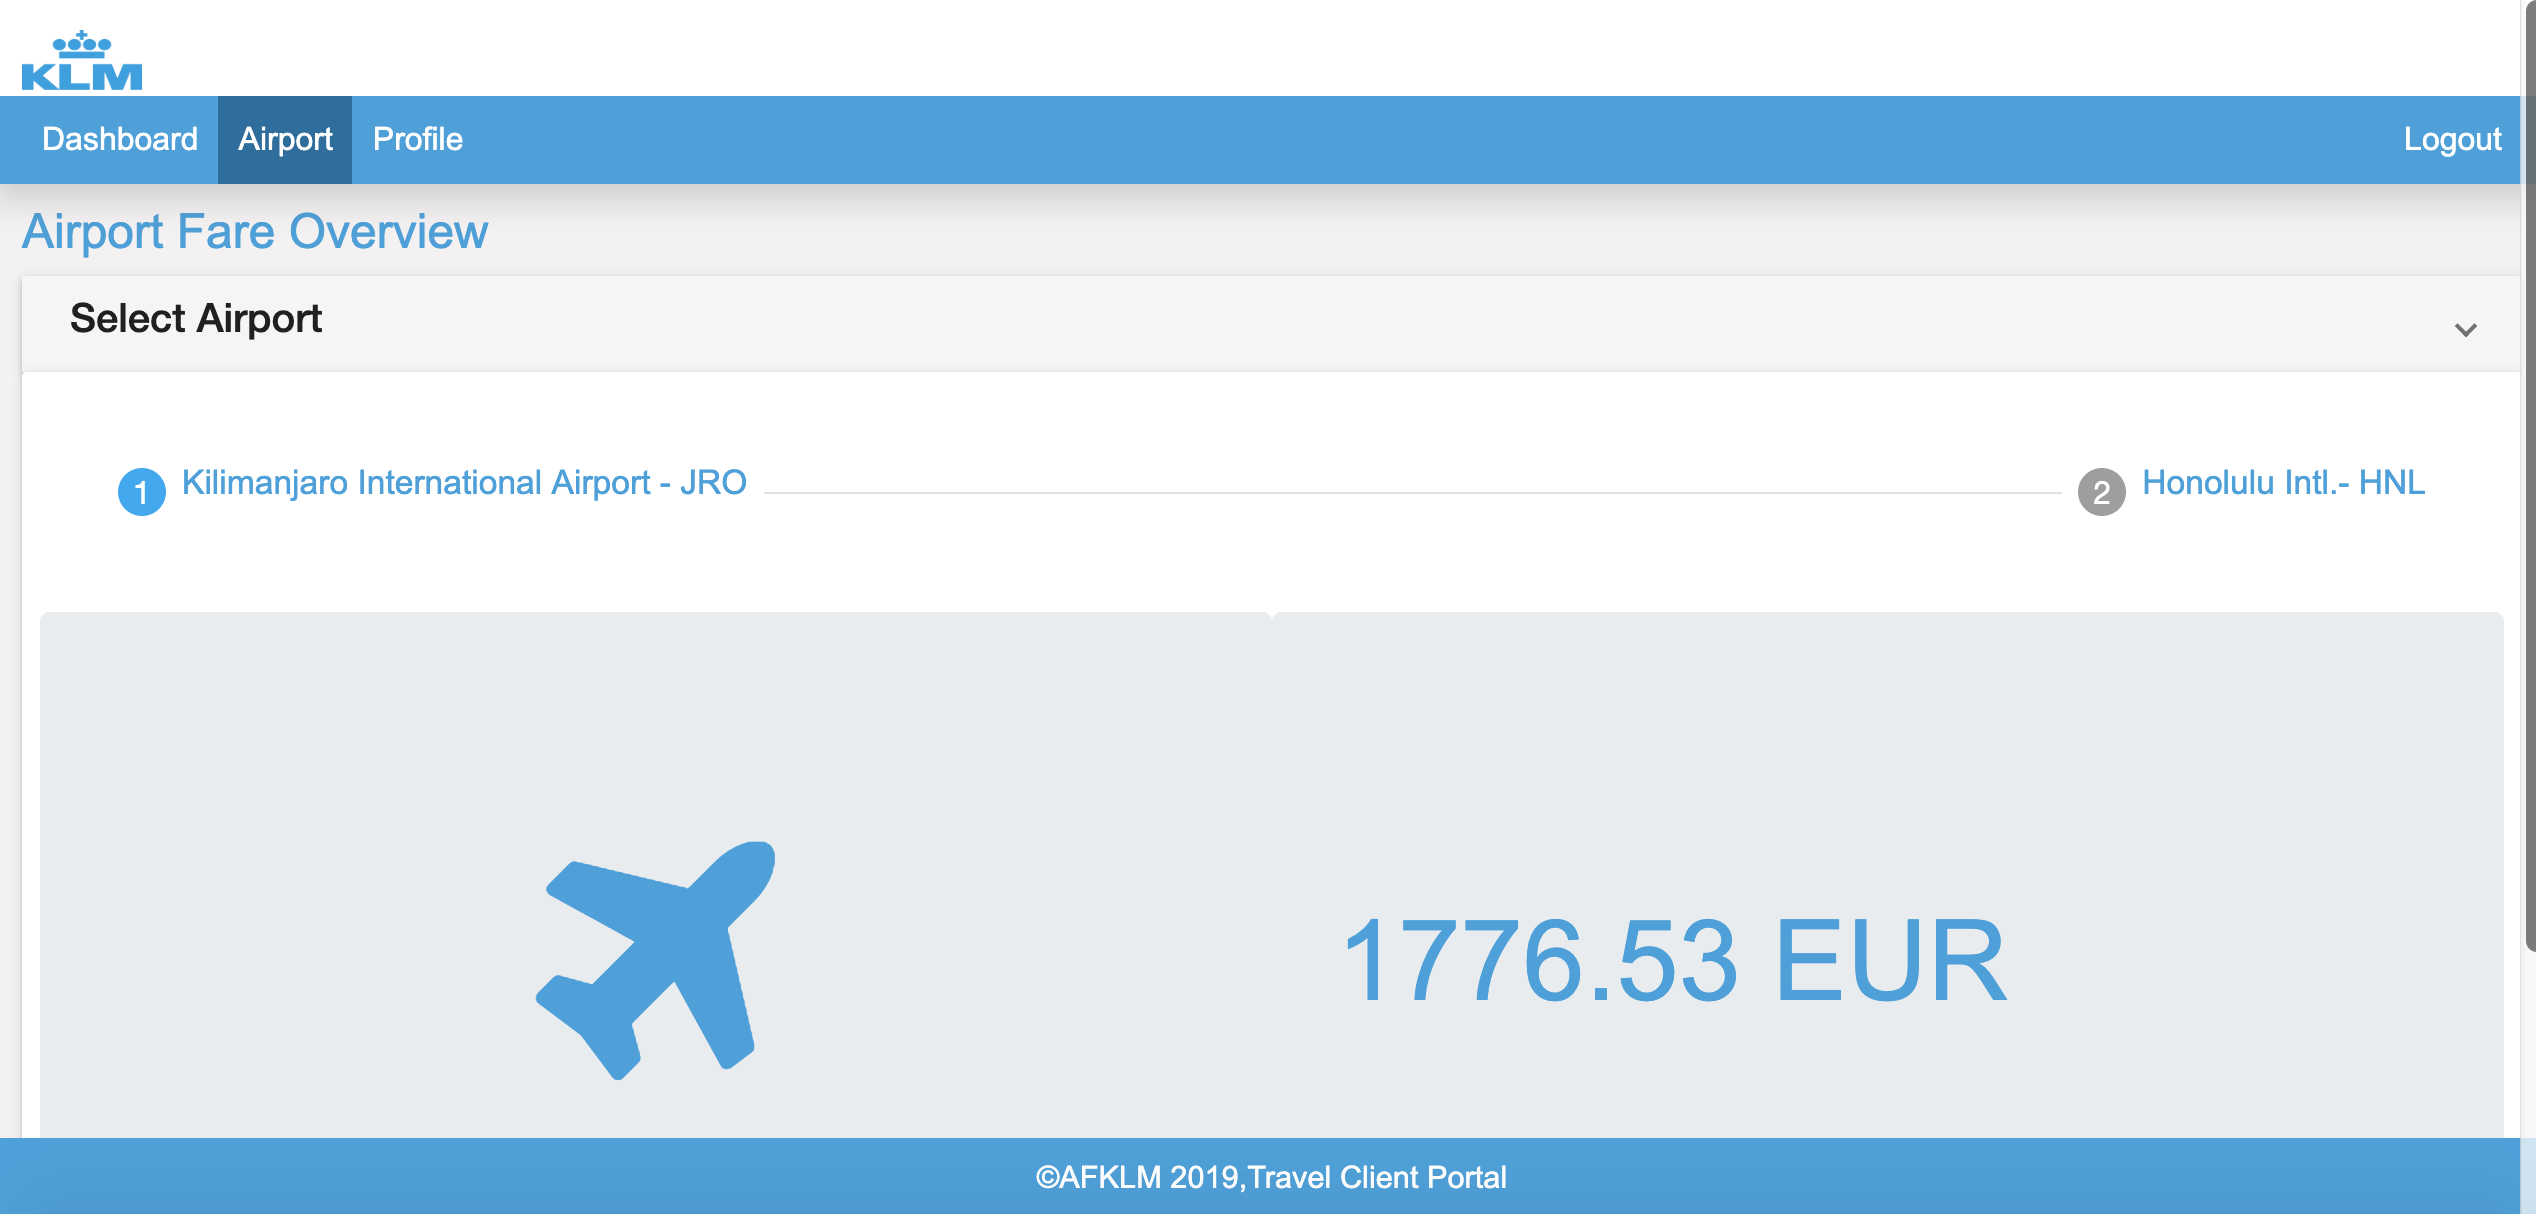 KLM
Dashboard Airport Profile Logout
Airport Fare Overview
Select Airport
1 Kilimanjaro International Airport - JRO 2 Honolulu Intl.- HNL
1776.53 EUR
©AFKLM 2019,Travel Client Portal